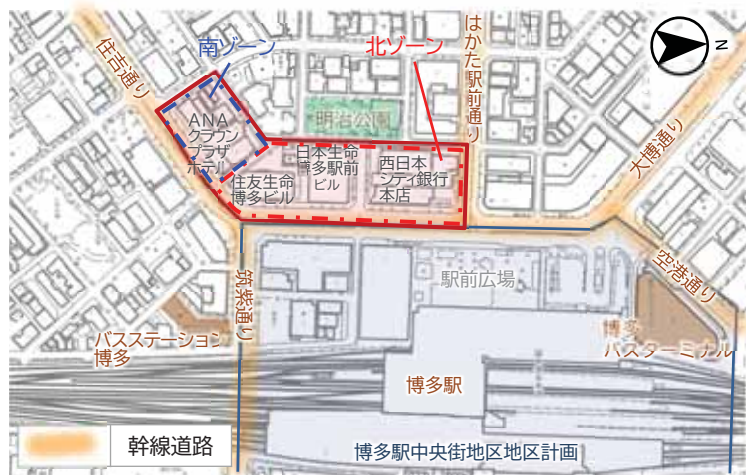 住吉通り
南ゾーン
北ゾーン
はかた駅前通り
N
大博通り
ANA
クラウン
プラザ
ホテル
明治公園
日本生命
博多駅前
ビル
西日本
シティ銀行
本店
住友生命
博多ビル
空港通り
駅前広場
筑紫通り
バスステーション
博多
博多
バスターミナル
博多駅
幹線道路
博多駅中央街地区地区計画